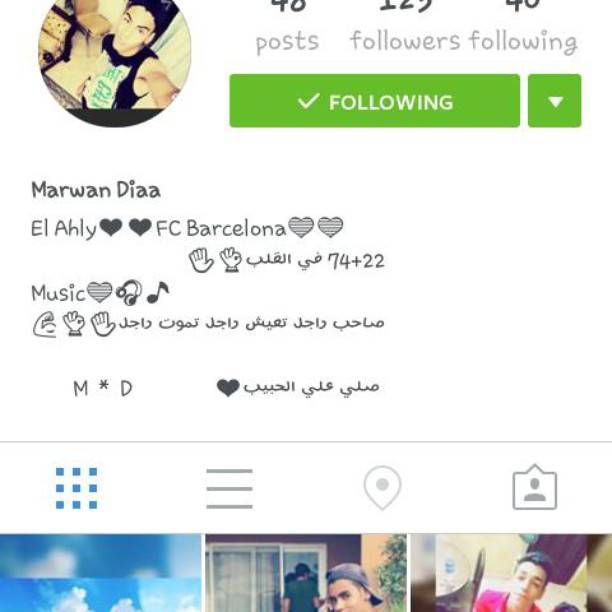 48 125 40
posts followers following
✓ FOLLOWING
Marwan Diaa
El Ahly❤ ❤FC Barcelona💛💛
74+22 في القلب👌✋
Music💛🎧🎵
صاحب راجل تعيش راجل تموت راجل✋👌💪
M * D صلي علي الحبيب❤